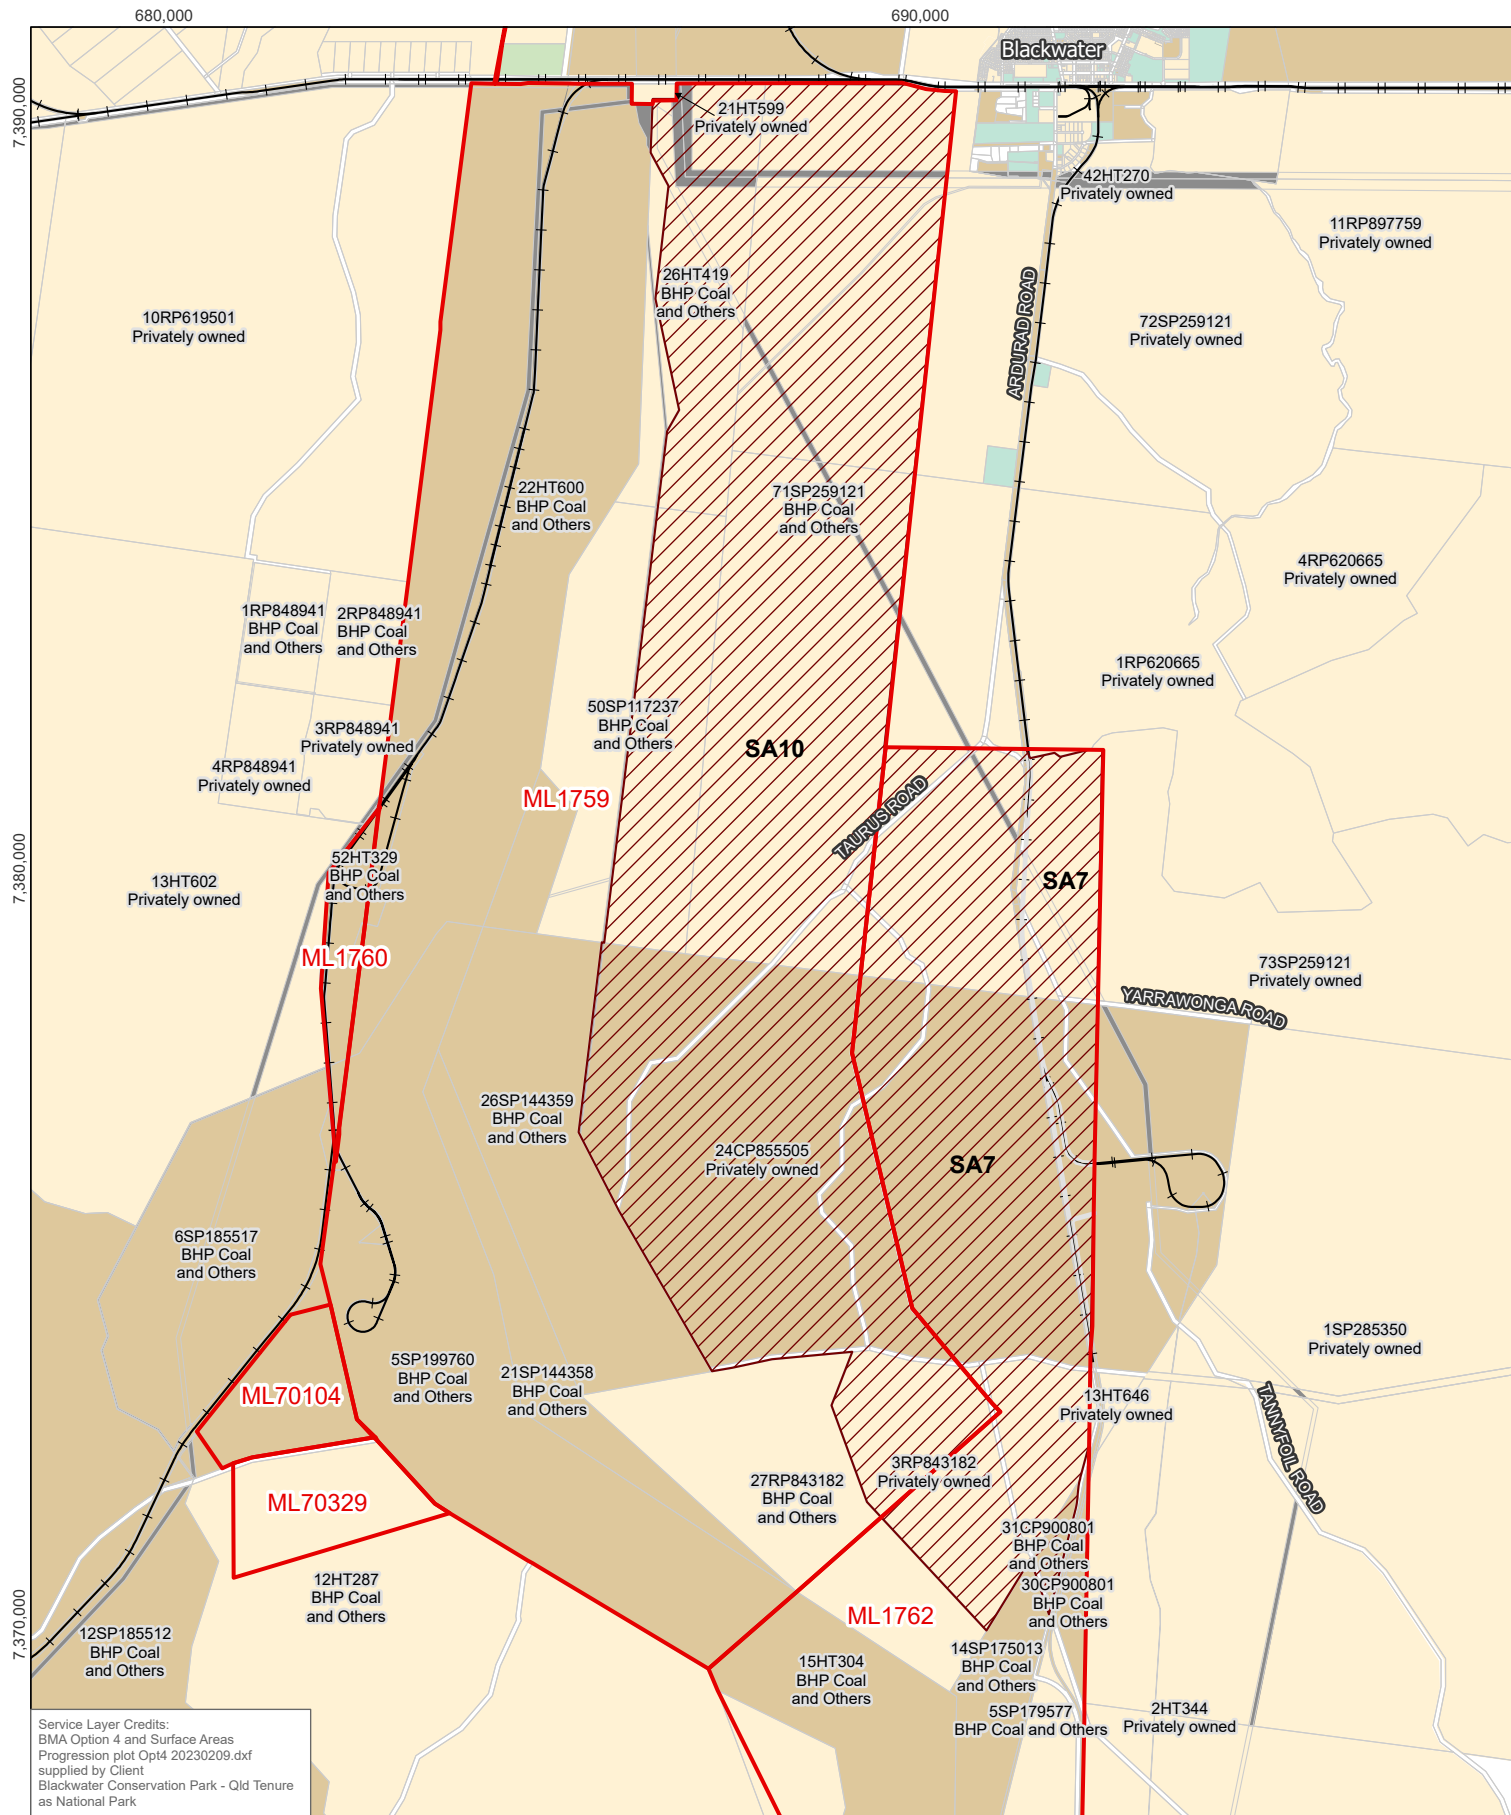 680,000
690,000
7,390,000
7,380,000
7,370,000
Blackwater
21HT599
Privately owned
42HT270
Privately owned
11RP897759
Privately owned
10RP619501
Privately owned
26HT419
BHP Coal
and Others
ARDURAD ROAD
72SP259121
Privately owned
22HT600
BHP Coal
and Others
71SP259121
BHP Coal
and Others
4RP620665
Privately owned
1RP848941
BHP Coal
and Others
2RP848941
BHP Coal
and Others
1RP620665
Privately owned
3RP848941
Privately owned
50SP117237
BHP Coal
and Others
SA10
4RP848941
Privately owned
ML1759
TAURUS ROAD
52HT329
BHP Coal
and Others
13HT602
Privately owned
SA7
ML1760
73SP259121
Privately owned
YARRAWONGA ROAD
26SP144359
BHP Coal
and Others
24CP855505
Privately owned
SA7
6SP185517
BHP Coal
and Others
1SP285350
Privately owned
5SP199760
BHP Coal
and Others
21SP144358
BHP Coal
and Others
ML70104
13HT646
Privately owned
TANNYFOIL ROAD
3RP843182
Privately owned
27RP843182
BHP Coal
and Others
ML70329
31CP900801
BHP Coal
and Others
12HT287
BHP Coal
and Others
30CP900801
BHP Coal
and Others
ML1762
12SP185512
BHP Coal
and Others
15HT304
BHP Coal
and Others
14SP175013
BHP Coal
and Others
5SP179577
BHP Coal and Others
2HT344
Privately owned
Service Layer Credits:
BMA Option 4 and Surface Areas
Progression plot Opt4 20230209.dxf
supplied by Client
Blackwater Conservation Park - Qld Tenure
as National Park